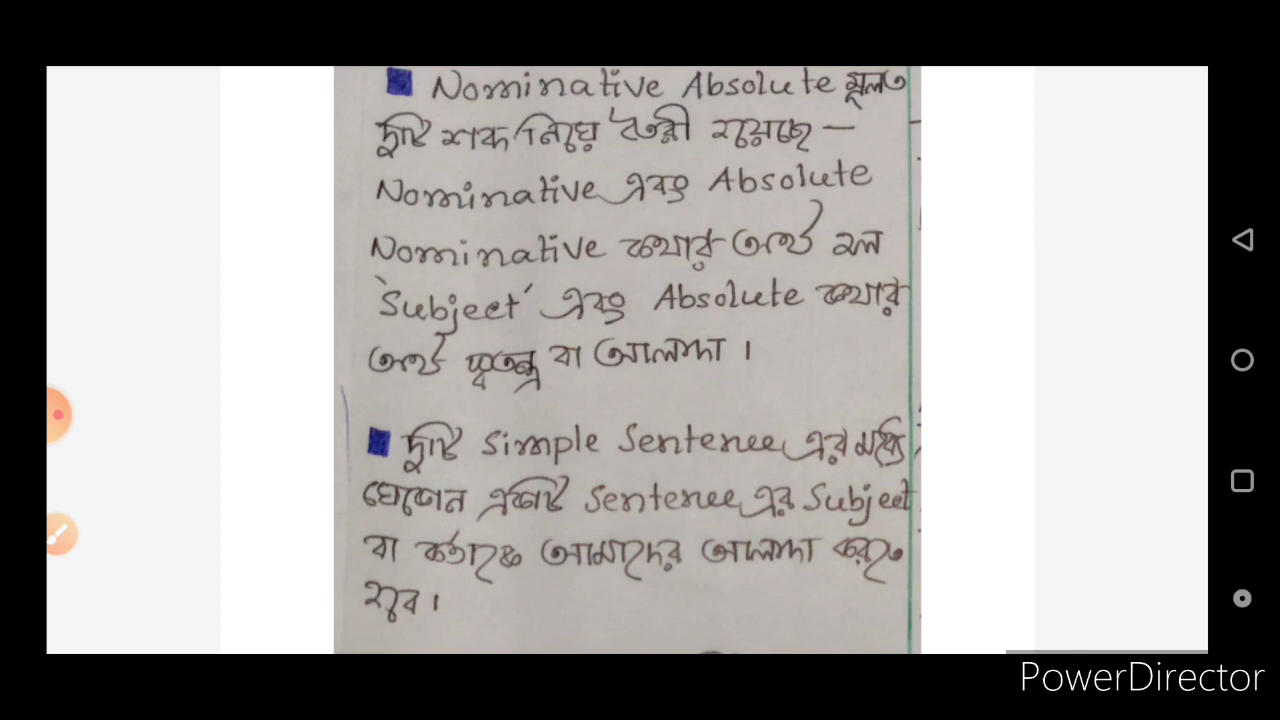 Nominative Absolute মূলত
দুটি শব্দ নিয়ে তৈরী হয়েছে —
Nominative এবং Absolute
Nominative কথার অর্থ হল
'Subject' এবং Absolute কথার
অর্থ স্বতন্ত্র বা আলাদা।
দুটি Simple Sentence এর মধ্যে
যেকোন একটি Sentence এর Subject
বা কর্তাকে আমাদের আলাদা করতে
হবে।
PowerDirector